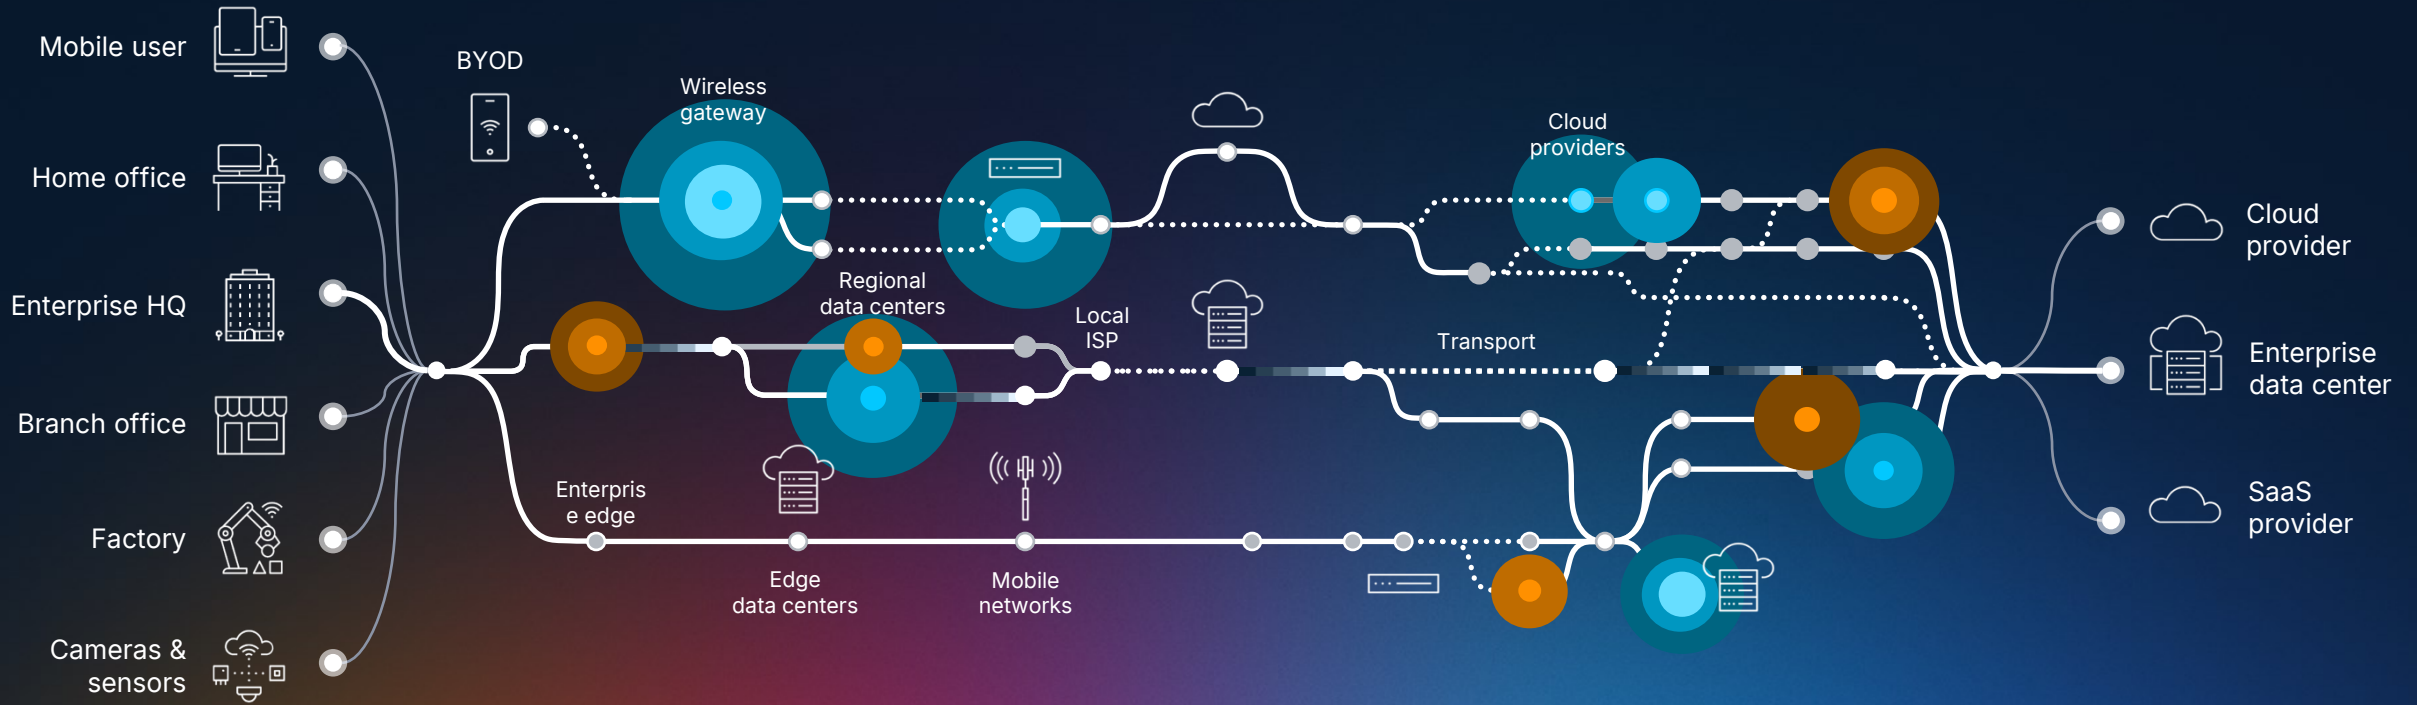 Mobile user
Home office
Enterprise HQ
Branch office
Factory
Cameras &
sensors
BYOD
Wireless
gateway
Regional
data centers
Local
ISP
Enterpris
e edge
Edge
data centers
Mobile
networks
Cloud
providers
Transport
Cloud
provider
Enterprise
data center
SaaS
provider